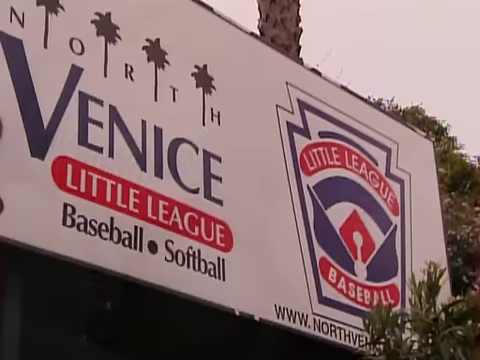 NORTH
VENICE
LITTLE LEAGUE
Baseball • Softball
LITTLE LEAGUE
BASEBALL